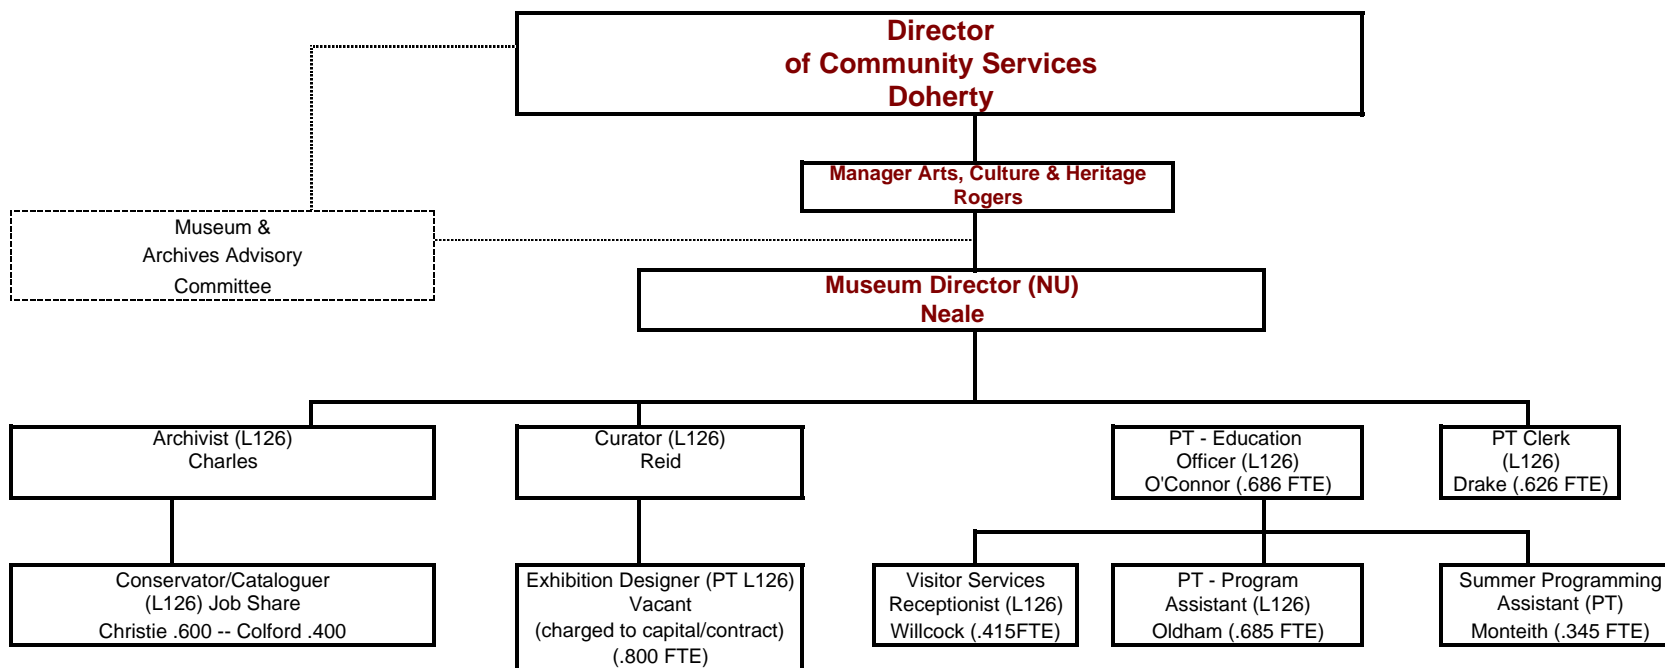 Director
of Community Services
Doherty
Manager Arts, Culture & Heritage
Rogers
Museum &
Archives Advisory
Committee
Museum Director (NU)
Neale
Archivist (L126)
Charles
Curator (L126)
Reid
PT - Education
Officer (L126)
O'Connor (.686 FTE)
PT Clerk
(L126)
Drake (.626 FTE)
Conservator/Cataloguer
(L126) Job Share
Christie .600 -- Colford .400
Exhibition Designer (PT L126)
Vacant
(charged to capital/contract)
(.800 FTE)
Visitor Services
Receptionist (L126)
Willcock (.415FTE)
PT - Program
Assistant (L126)
Oldham (.685 FTE)
Summer Programming
Assistant (PT)
Monteith (.345 FTE)